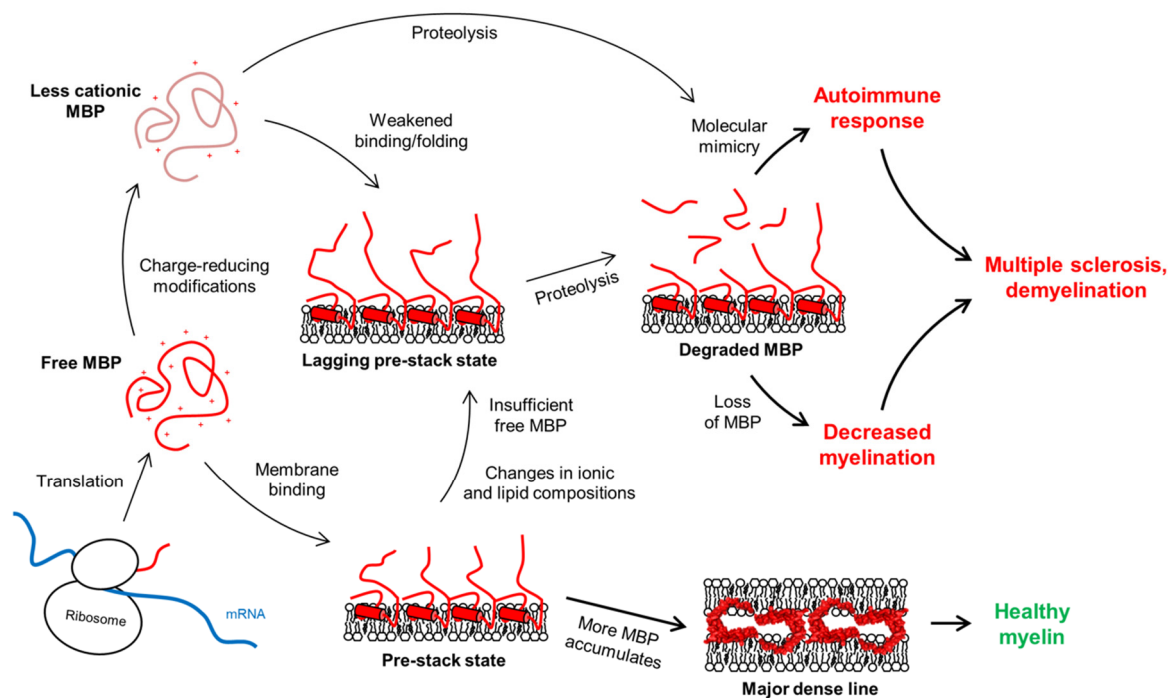 Proteolysis
Less cationic
MBP
Weakened
binding/folding
Molecular
mimicry
Autoimmune
response
Charge-reducing
modifications
Proteolysis
Multiple sclerosis,
demyelination
Free MBP
Lagging pre-stack state
Degraded MBP
Insufficient
free MBP
Loss
of MBP
Decreased
myelination
Translation
Membrane
binding
Changes in ionic
and lipid compositions
Ribosome
mRNA
Pre-stack state
More MBP
accumulates
Major dense line
Healthy
myelin